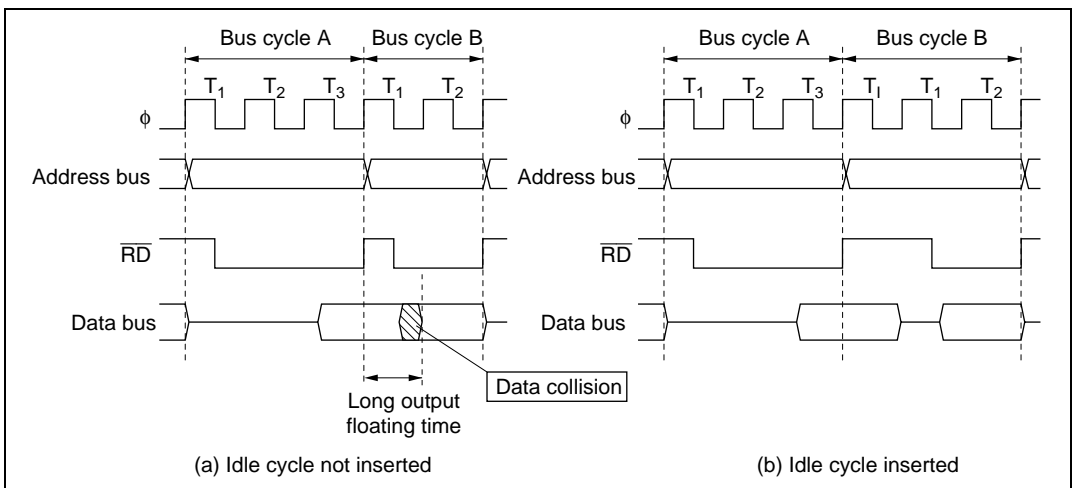 Bus cycle A
Bus cycle B
T1
T2
T3
T1
T2
ϕ
Address bus
RD
Data bus
Data collision
Long output
floating time
(a) Idle cycle not inserted
Bus cycle A
Bus cycle B
T1
T2
T3
TI
T1
T2
ϕ
Address bus
RD
Data bus
(b) Idle cycle inserted